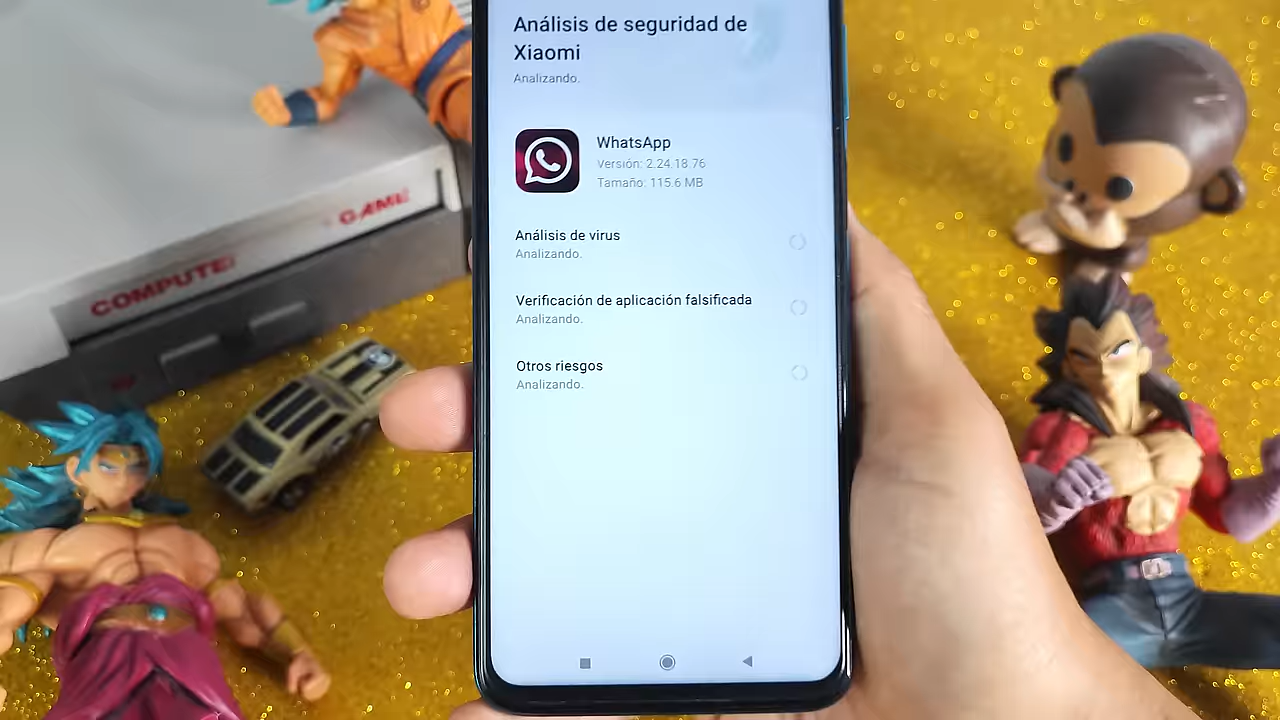 Análisis de seguridad de
Xiaomi
Analizando.
WhatsApp
Versión: 2.24.18.76
Tamaño: 115.6 MB
Análisis de virus
Analizando.
Verificación de aplicación falsificada
Analizando.
Otros riesgos
Analizando.
GAME
COMPUTER